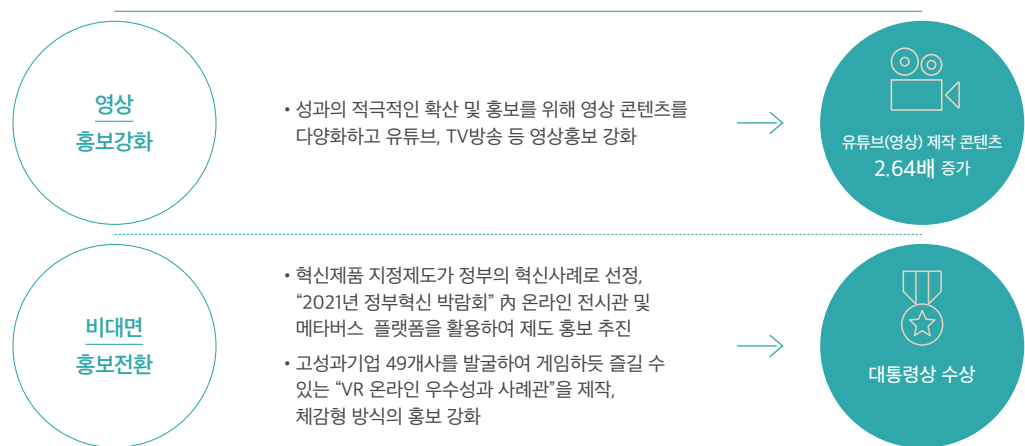 영상
홍보강화
• 성과의 적극적인 확산 및 홍보를 위해 영상 콘텐츠를
다양화하고 유튜브, TV방송 등 영상홍보 강화
유튜브(영상) 제작 콘텐츠
2.64배 증가
비대면
홍보전환
• 혁신제품 지정제도가 정부의 혁신사례로 선정,
“2021년 정부혁신 박람회” 內 온라인 전시관 및
메타버스 플랫폼을 활용하여 제도 홍보 추진
• 고성과기업 49개사를 발굴하여 게임하듯 즐길 수
있는 “VR 온라인 우수성과 사례관”을 제작,
체감형 방식의 홍보 강화
대통령상 수상